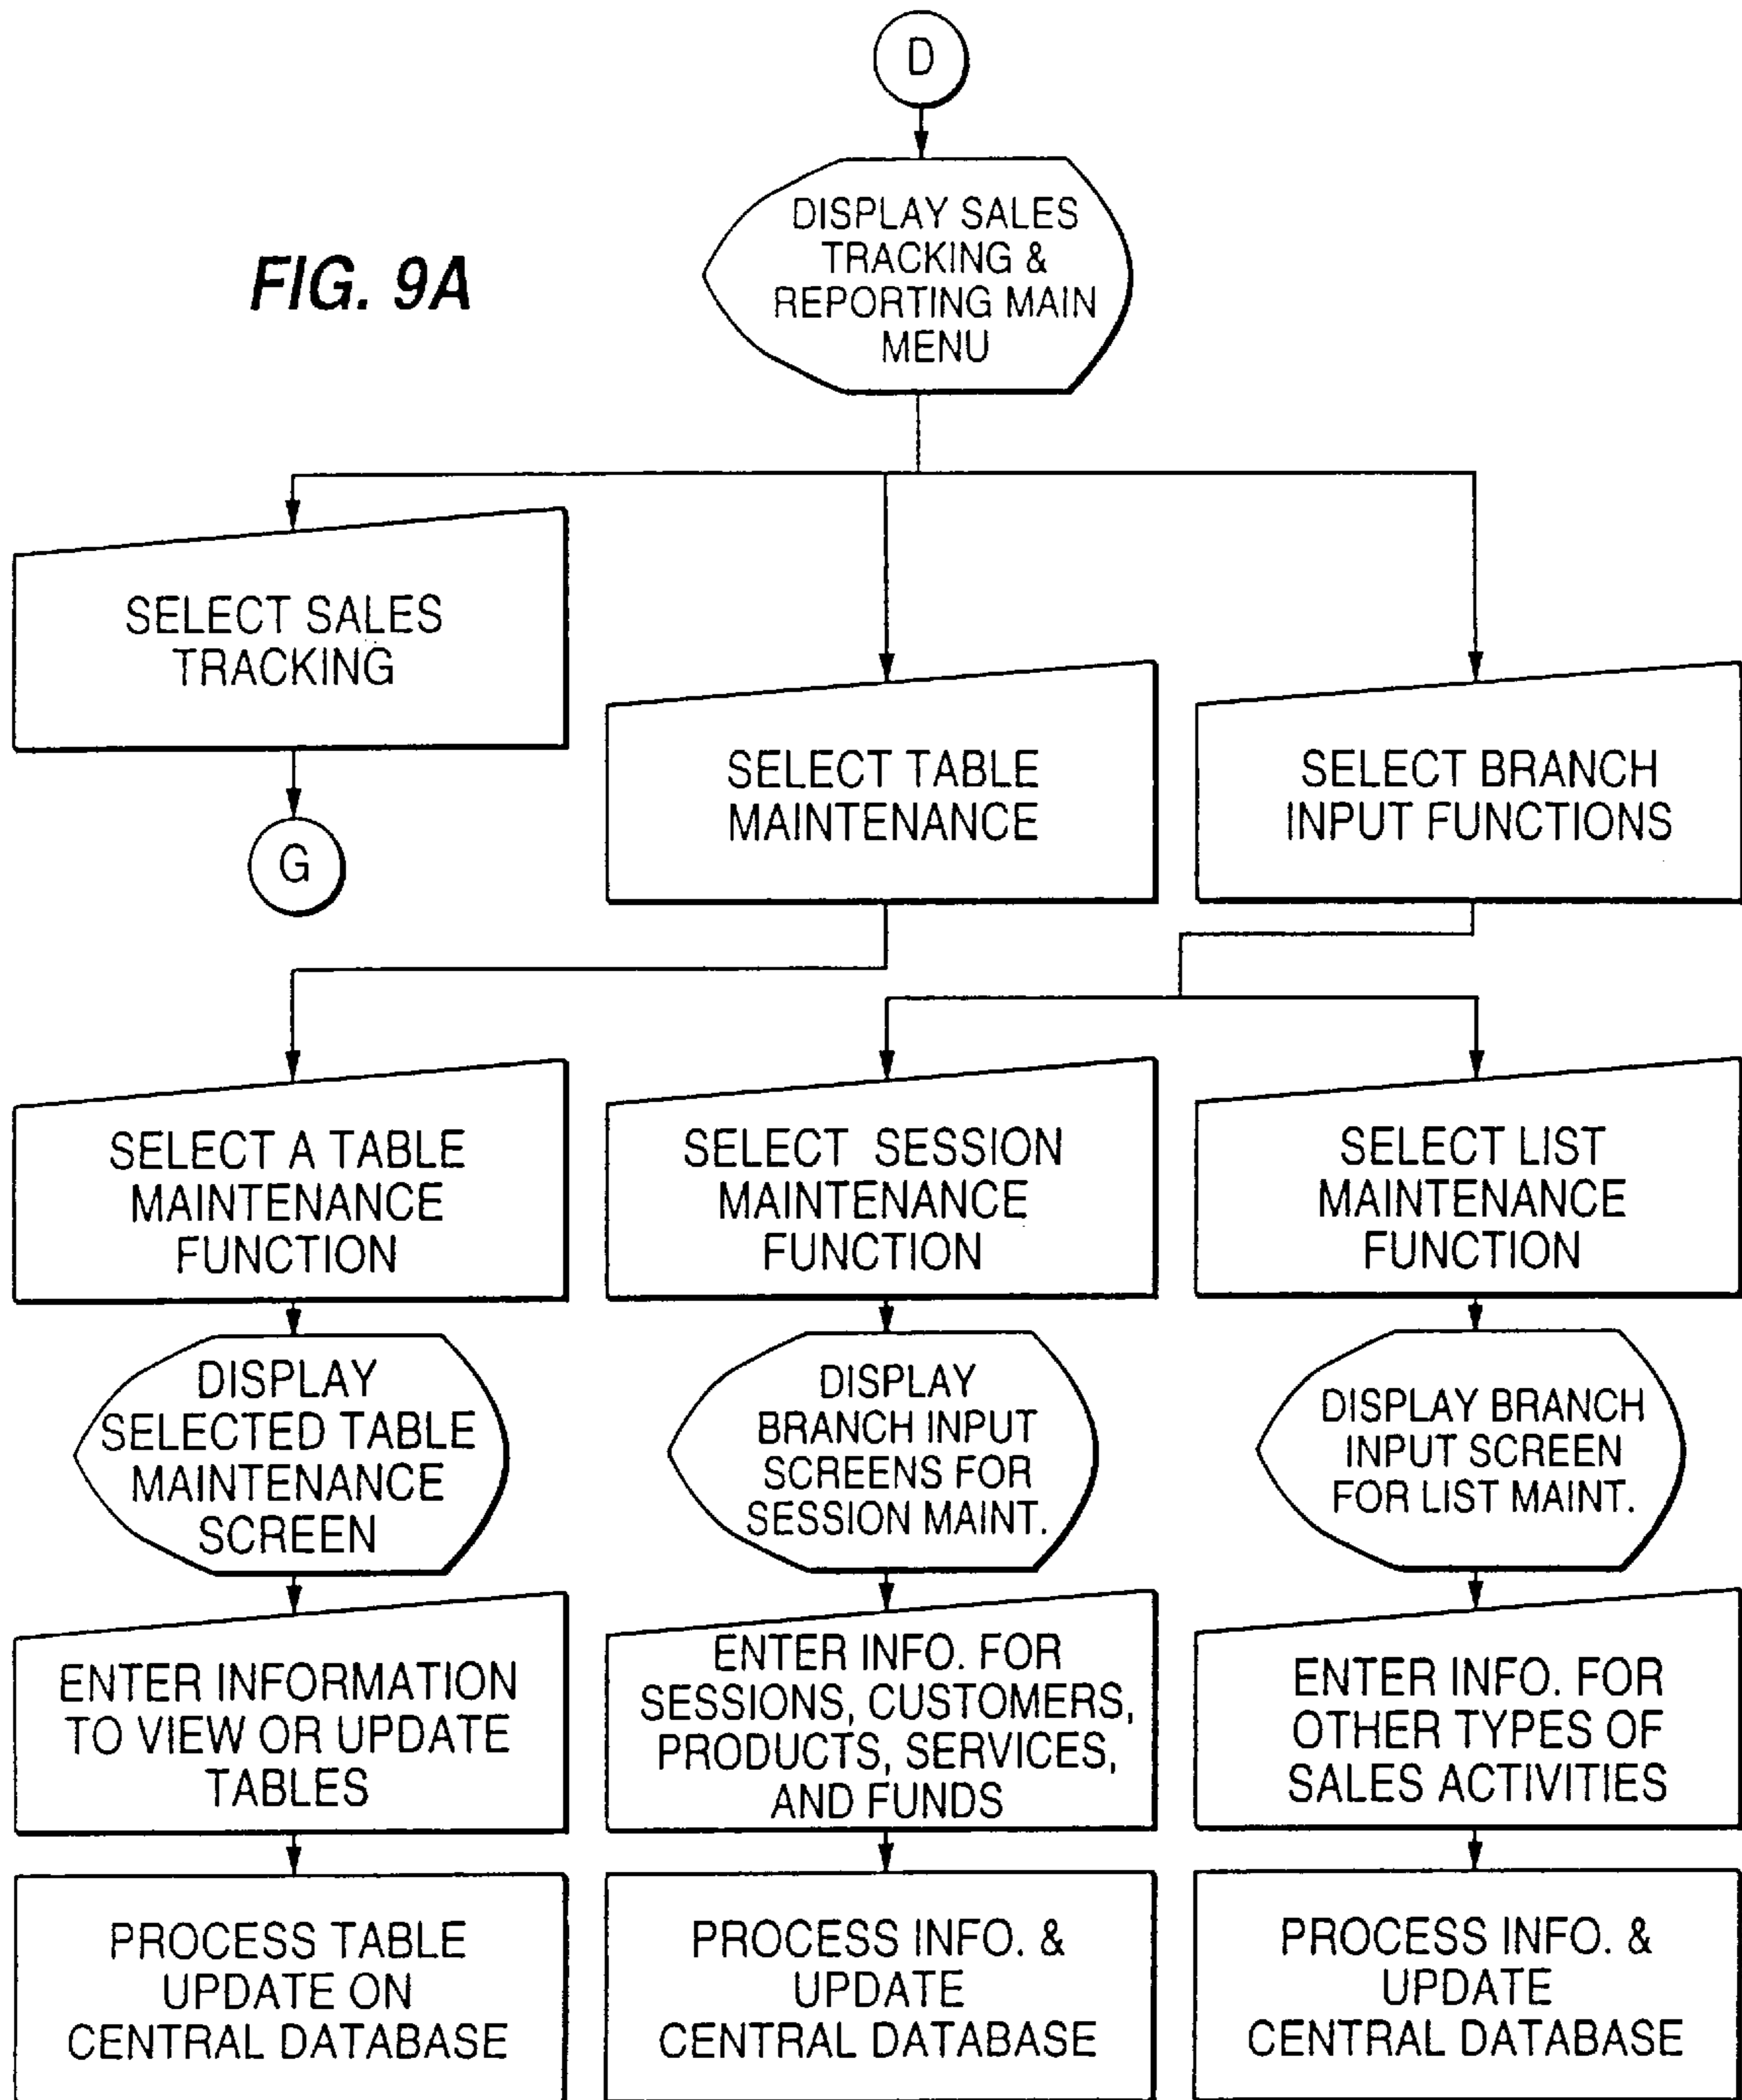 D
DISPLAY SALES
TRACKING &
REPORTING MAIN
MENU
FIG. 9A
SELECT SALES
TRACKING
G
SELECT TABLE
MAINTENANCE
SELECT BRANCH
INPUT FUNCTIONS
SELECT A TABLE
MAINTENANCE
FUNCTION
SELECT SESSION
MAINTENANCE
FUNCTION
SELECT LIST
MAINTENANCE
FUNCTION
DISPLAY
SELECTED TABLE
MAINTENANCE
SCREEN
DISPLAY
BRANCH INPUT
SCREENS FOR
SESSION MAINT.
DISPLAY BRANCH
INPUT SCREEN
FOR LIST MAINT.
ENTER INFORMATION
TO VIEW OR UPDATE
TABLES
ENTER INFO. FOR
SESSIONS, CUSTOMERS,
PRODUCTS, SERVICES,
AND FUNDS
ENTER INFO. FOR
OTHER TYPES OF
SALES ACTIVITIES
PROCESS TABLE
UPDATE ON
CENTRAL DATABASE
PROCESS INFO. &
UPDATE
CENTRAL DATABASE
PROCESS INFO. &
UPDATE
CENTRAL DATABASE